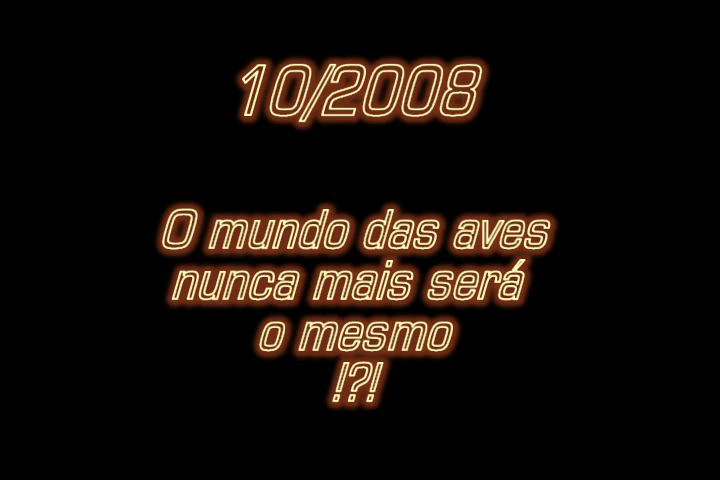 10/2008
O mundo das aves
nunca mais será
o mesmo
!?!